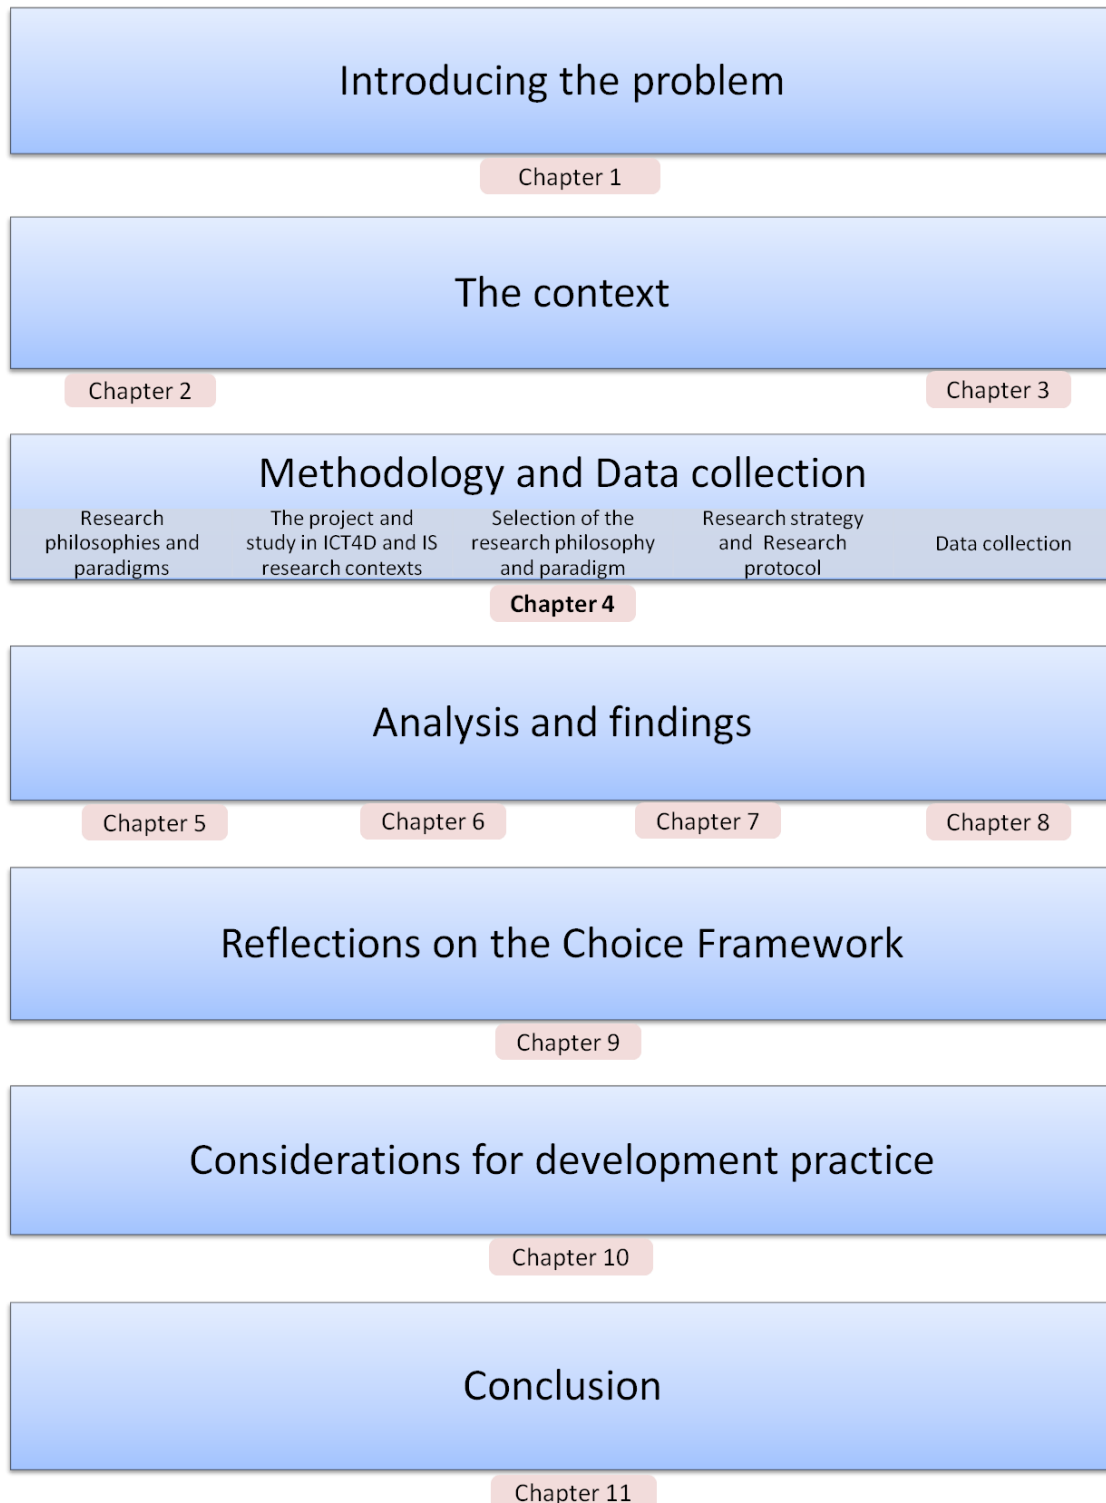 Introducing the problem
Chapter 1
The context
Chapter 2
Chapter 3
Methodology and Data collection
Research
philosophies and
paradigms
The project and
study in ICT4D and IS
research contexts
Selection of the
research philosophy
and paradigm
Research strategy
and Research
protocol
Data collection
Chapter 4
Analysis and findings
Chapter 5
Chapter 6
Chapter 7
Chapter 8
Reflections on the Choice Framework
Chapter 9
Considerations for development practice
Chapter 10
Conclusion
Chapter 11